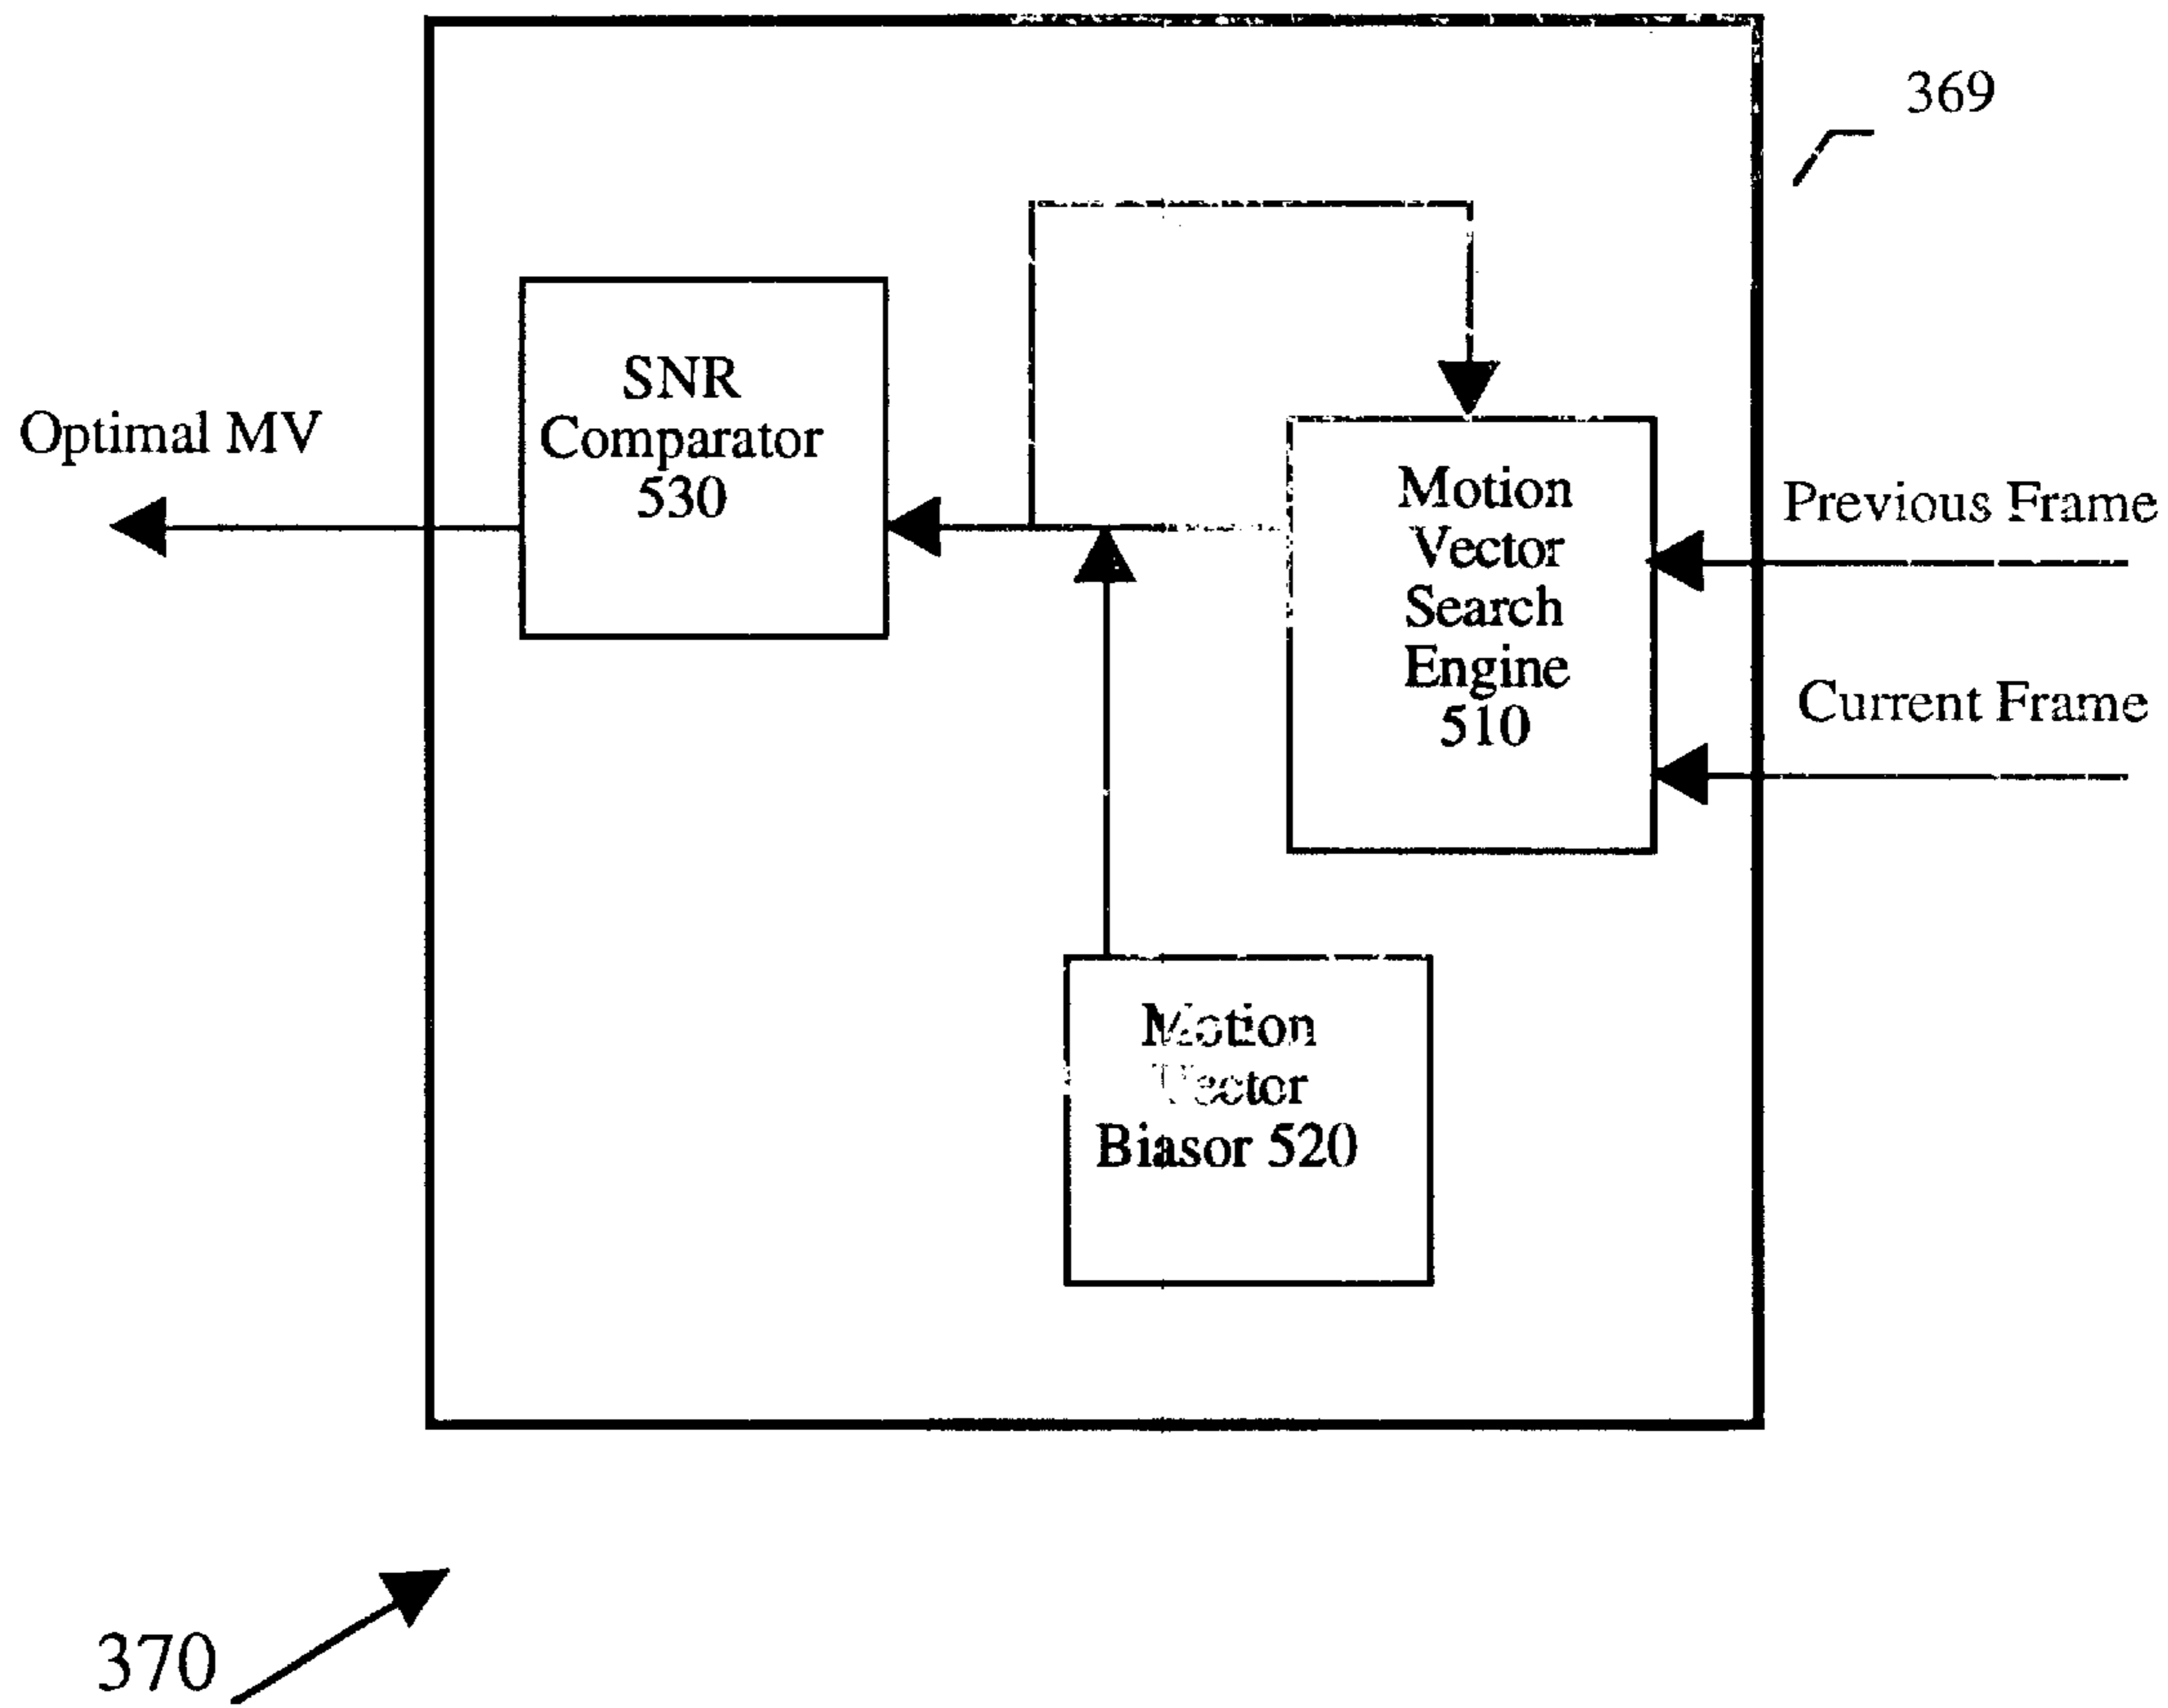 369
SNR
Comparator
530
Optimal MV
Motion
Vector
Search
Engine
510
Previous Frame
Current Frame
Motion
Vector
Biasor 520
370